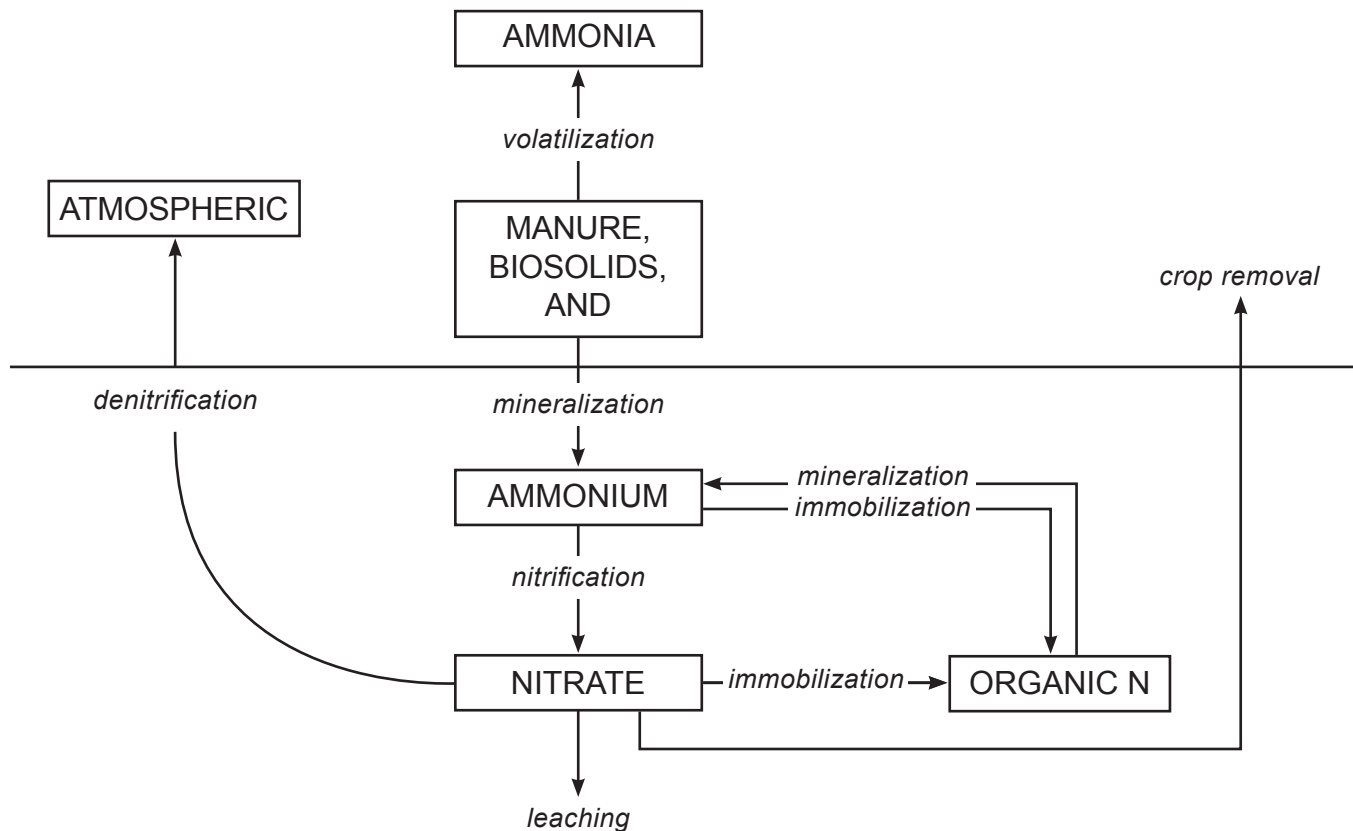 AMMONIA
volatilization
ATMOSPHERIC
MANURE,
BIOSOLIDS,
AND
crop removal
denitrification
mineralization
AMMONIUM
mineralization
immobilization
nitrification
NITRATE
immobilization
ORGANIC N
leaching